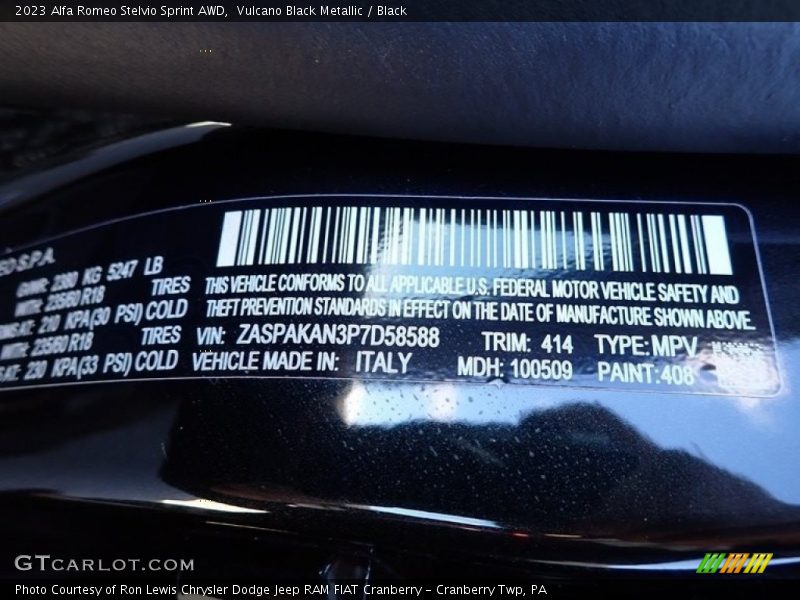 2023 Alfa Romeo Stelvio Sprint AWD,  Vulcano Black Metallic / Black
S.P.A.
GVWR: 2380 KG 5247 LB
WITH: 235/60 R18 TIRES
210 KPA(30 PSI) COLD
WITH: 235/60 R18 TIRES
AT: 230 KPA(33 PSI) COLD
THIS VEHICLE CONFORMS TO ALL APPLICABLE U.S. FEDERAL MOTOR VEHICLE SAFETY AND
THEFT PREVENTION STANDARDS IN EFFECT ON THE DATE OF MANUFACTURE SHOWN ABOVE.
VIN: ZASPAKAN3P7D58588 TRIM: 414 TYPE: MPV
VEHICLE MADE IN: ITALY MDH: 100509 PAINT: 408
GTCARLOT.COM
Photo Courtesy of Ron Lewis Chrysler Dodge Jeep RAM FIAT Cranberry – Cranberry Twp, PA